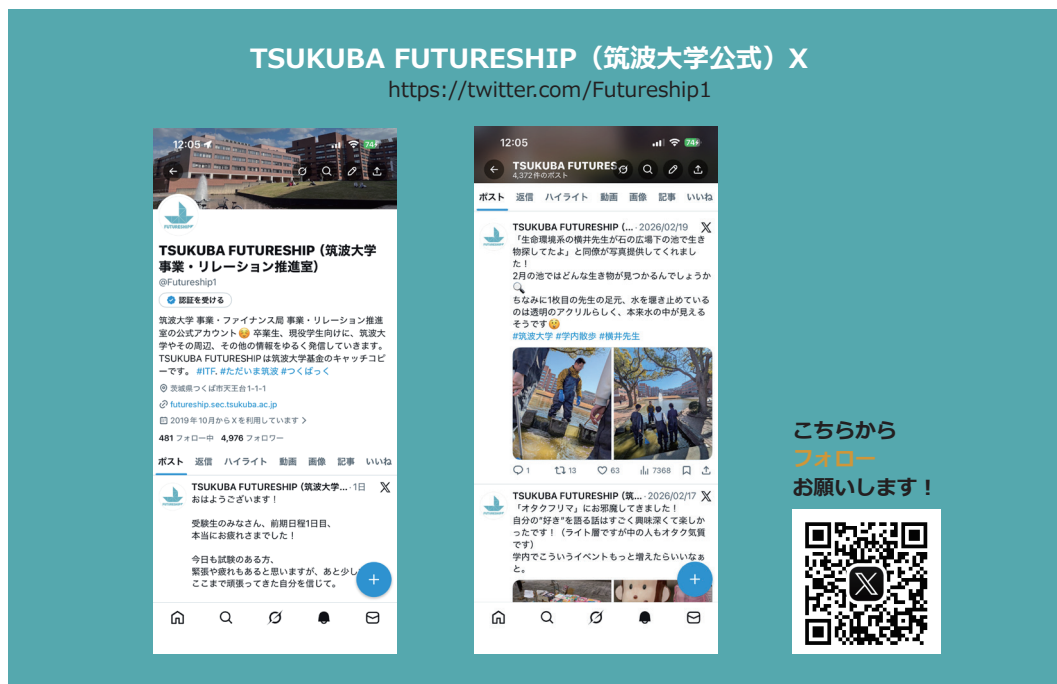 TSUKUBA FUTURESHIP（筑波大学公式）X
https://twitter.com/Futureship1
12:05
74
FUTURESHIP
TSUKUBA FUTURESHIP（筑波大学
事業・リレーション推進室）
@Futureship1
認証を受ける
筑波大学 事業・ファイナンス局 事業・リレーション推進
室の公式アカウント😊 卒業生、現役学生向けに、筑波大
学やその周辺、その他の情報をゆるく発信していきます。
TSUKUBA FUTURESHIPは筑波大学基金のキャッチコピ
ーです。 #ITF. #ただいま筑波 #つくばっく
茨城県つくば市天王台1-1-1
futureship.sec.tsukuba.ac.jp
2019年10月からXを利用しています
481 フォロー中 4,976 フォロワー
ポスト 返信 ハイライト 動画 画像 記事 いいね
TSUKUBA FUTURESHIP (筑波大学... · 1日
おはようございます！
受験生のみなさん、前期日程1日目、
本当にお疲れさまでした！
今日も試験のある方、
緊張や疲れもあると思いますが、あと少し
ここまで頑張ってきた自分を信じて。
12:05
74
TSUKUBA FUTURES
4,372件のポスト
ポスト 返信 ハイライト 動画 画像 記事 いいね
TSUKUBA FUTURESHIP (... · 2026/02/19
「生命環境系の横井先生が石の広場下の池で生き
物探してたよ」と同僚が写真提供してくれまし
た！
2月の池ではどんな生き物が見つかるんでしょうか
🔍
ちなみに1枚目の先生の足元、水を堰き止めている
のは透明のアクリルらしく、本来水の中が見える
そうです😲
#筑波大学 #学内散歩 #横井先生
1 13 63 7368
TSUKUBA FUTURESHIP (筑... · 2026/02/17
「オタクフリマ」にお邪魔してきました！
自分の"好き"を語る話はすごく興味深くて楽しか
ったです！（ライト層ですが中の人もオタク気質
です）
学内でこういうイベントもっと増えたらいいなぁ
と。
こちらから
フォロー
お願いします！